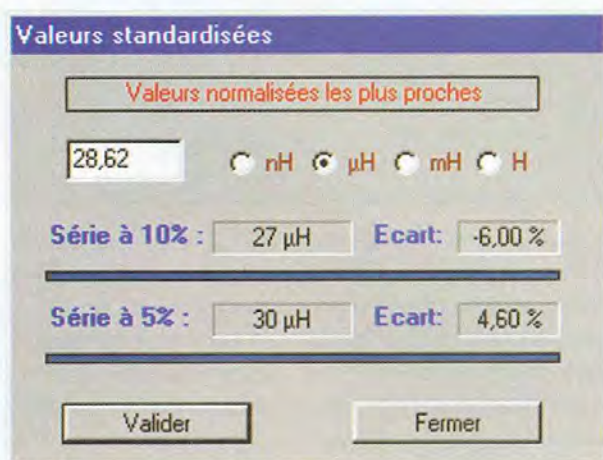 Valeurs standardisées
Valeurs normalisées les plus proches
28,62 nH µH mH H
Série à 10% : 27 µH Ecart: -6,00 %
Série à 5% : 30 µH Ecart: 4,60 %
Valider Fermer